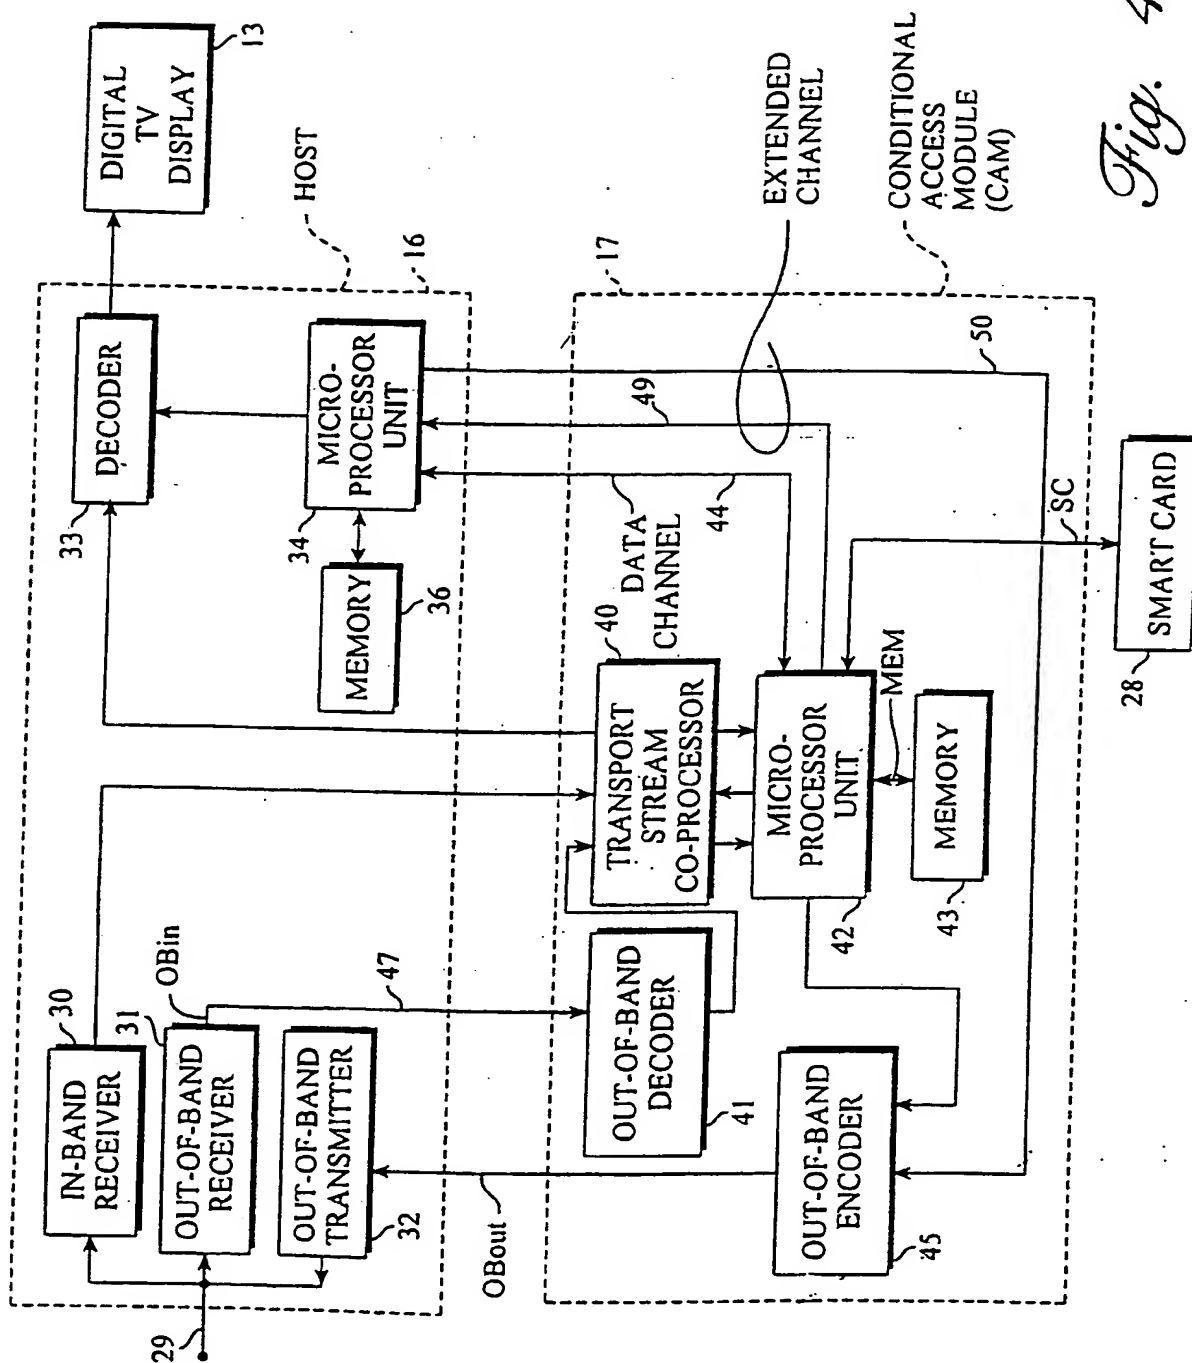 29
IN-BAND
RECEIVER
30
OUT-OF-BAND
RECEIVER
31
OBin
OUT-OF-BAND
TRANSMITTER
32
47
33
DECODER
34
MICRO-
PROCESSOR
UNIT
MEMORY
36
HOST
16
DIGITAL
TV
DISPLAY
13
OBout
OUT-OF-BAND
DECODER
41
OUT-OF-BAND
ENCODER
45
TRANSPORT
STREAM
CO-PROCESSOR
40
MICRO-
PROCESSOR
UNIT
42
MEM
MEMORY
43
DATA
CHANNEL
44
49
17
50
EXTENDED
CHANNEL
CONDITIONAL
ACCESS
MODULE
(CAM)
SC
28
SMART CARD
Fig. 4